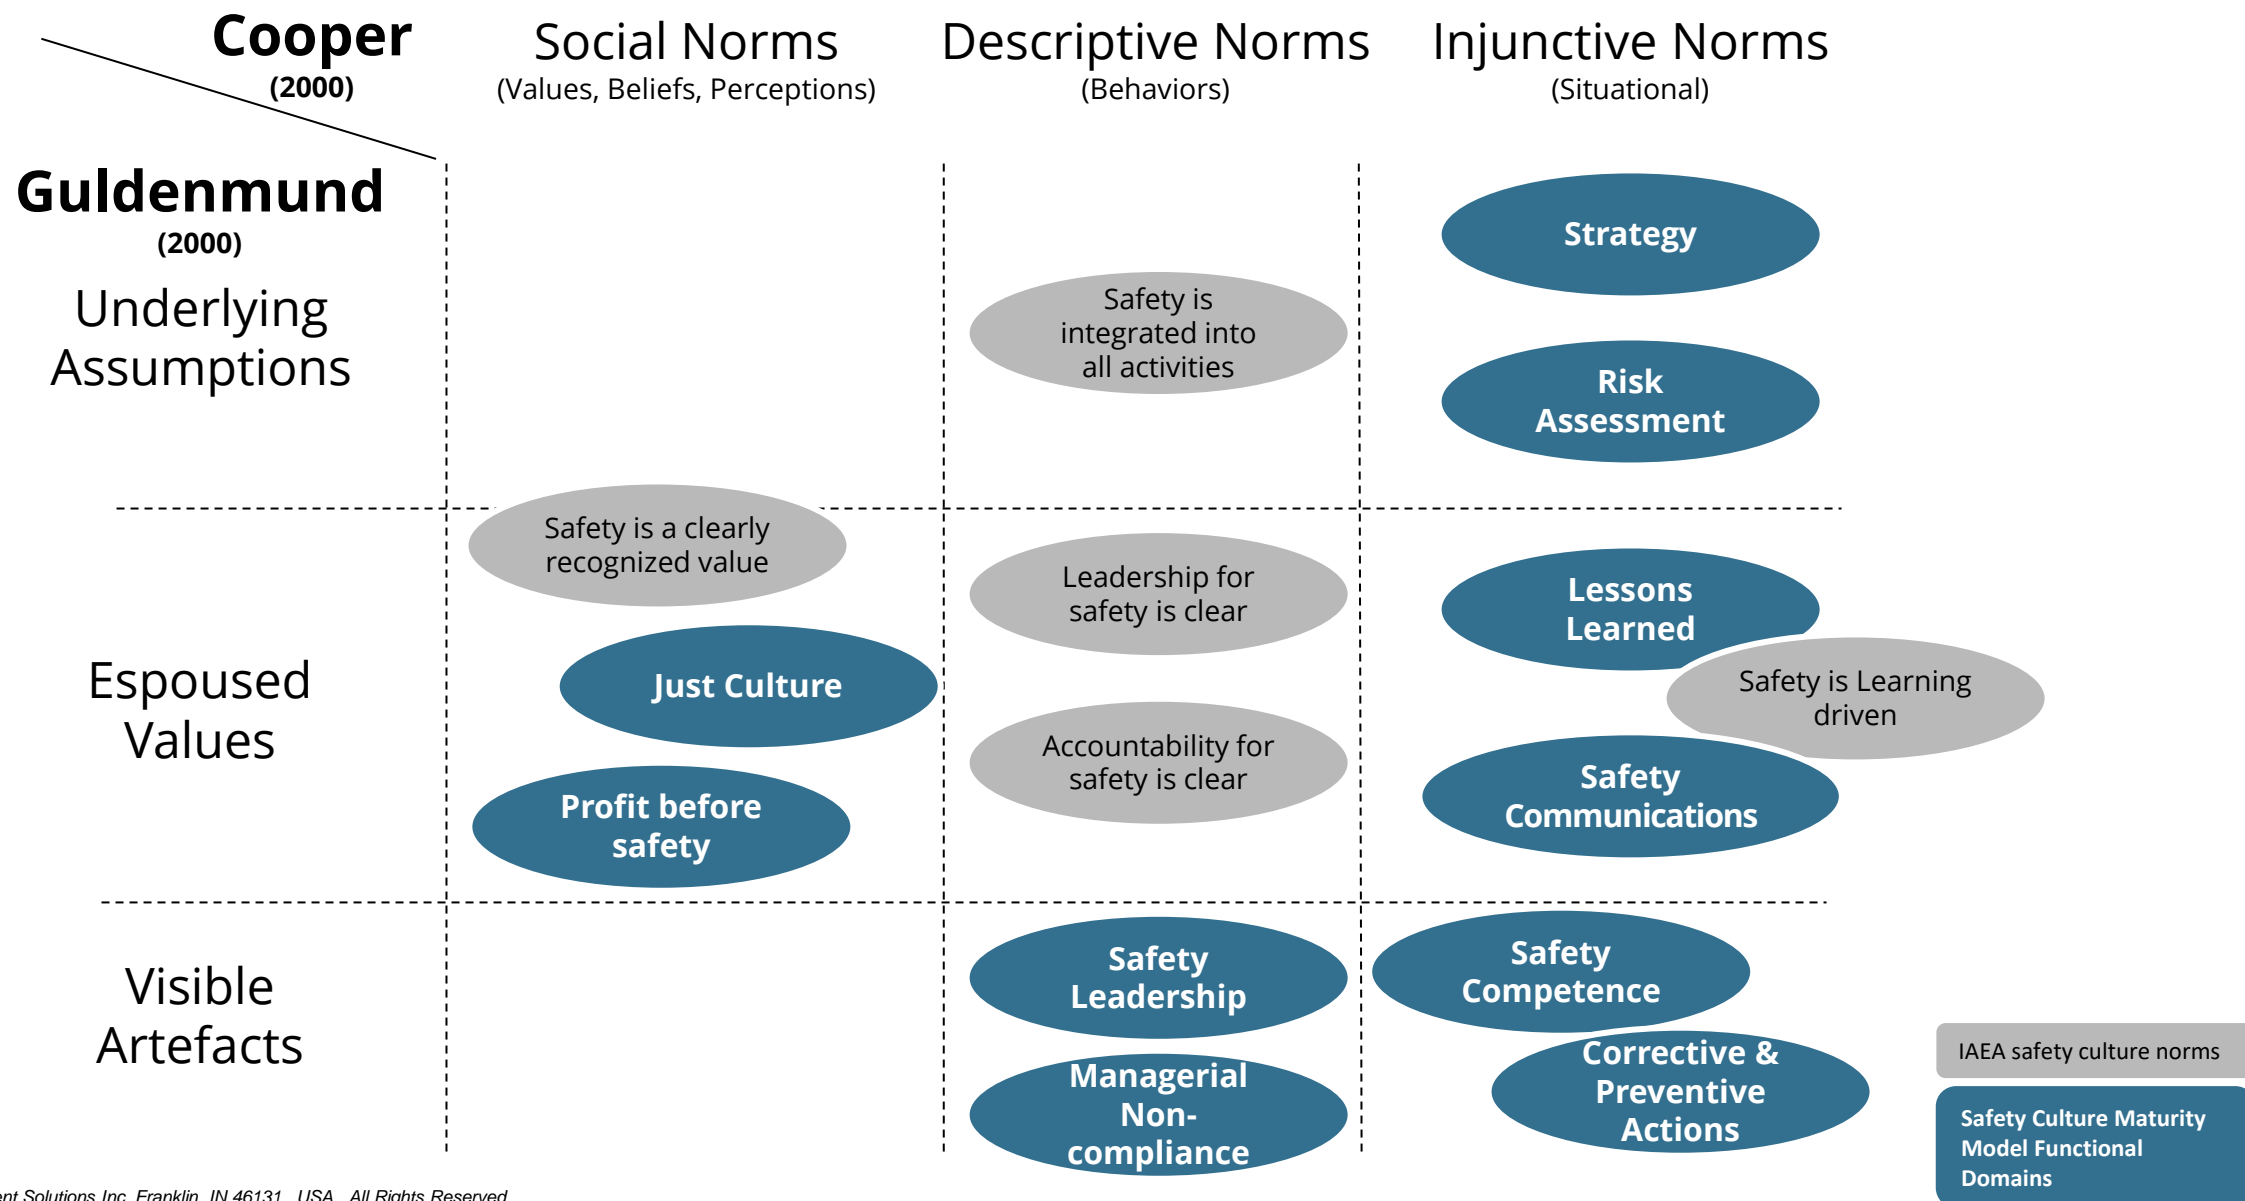 Cooper
(2000)
Social Norms
(Values, Beliefs, Perceptions)
Descriptive Norms
(Behaviors)
Injunctive Norms
(Situational)
Guldenmund
(2000)
Underlying
Assumptions
Safety is
integrated into
all activities
Strategy
Risk
Assessment
Espoused
Values
Safety is a clearly
recognized value
Just Culture
Profit before
safety
Leadership for
safety is clear
Accountability for
safety is clear
Lessons
Learned
Safety is Learning
driven
Safety
Communications
Visible
Artefacts
Safety
Leadership
Managerial
Non-
compliance
Safety
Competence
Corrective &
Preventive
Actions
IAEA safety culture norms
Safety Culture Maturity
Model Functional
Domains
Solutions Inc, Franklin, IN 46131, USA. All Rights Reserved